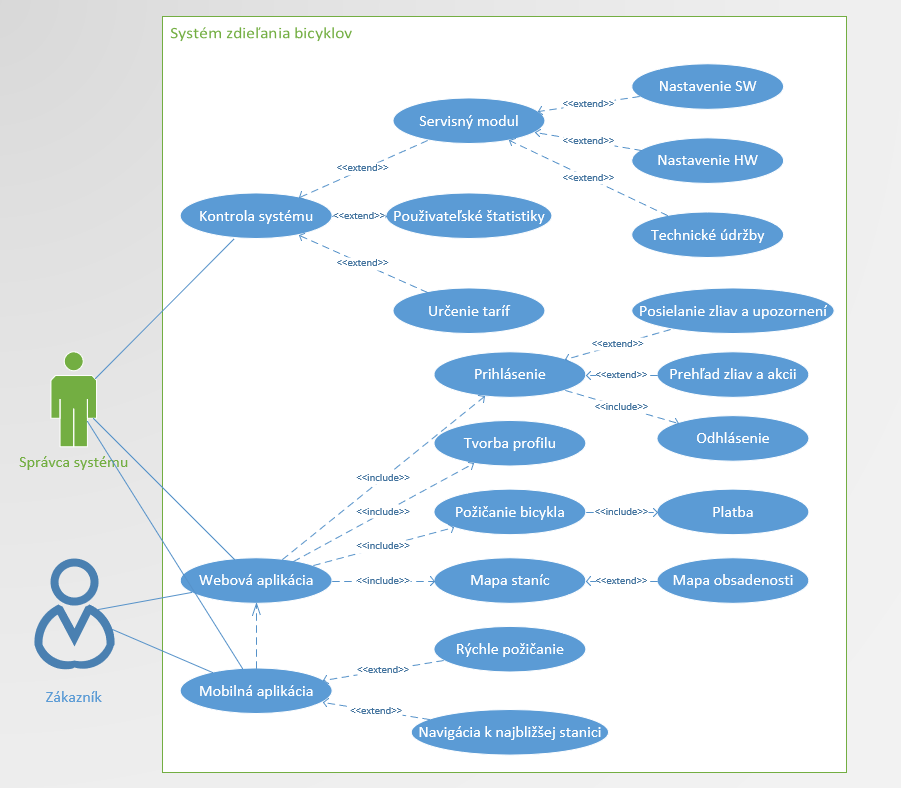 Systém zdieľania bicyklov
Nastavenie SW
<<extend>>
Servisný modul
<<extend>>
Nastavenie HW
<<extend>>
<<extend>>
Kontrola systému
<<extend>>
Použivateľské štatistiky
Technické údržby
<<extend>>
Určenie taríf
Posielanie zliav a upozornení
<<extend>>
Prihlásenie
<<extend>>
Prehľad zliav a akcii
<<include>>
Odhlásenie
Tvorba profilu
Správca systému
<<include>>
<<include>>
Požičanie bicykla
<<include>>
Platba
<<include>>
Webová aplikácia
<<include>>
Mapa staníc
<<extend>>
Mapa obsadenosti
Rýchle požičanie
<<extend>>
Mobilná aplikácia
Zákazník
<<extend>>
Navigácia k najbližšej stanici